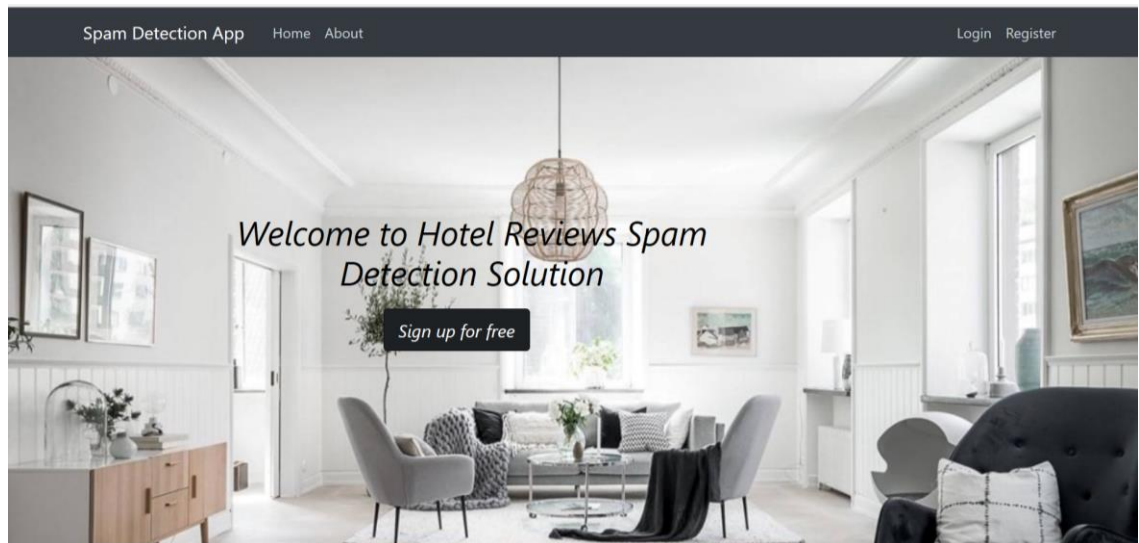 Spam Detection App Home About Login Register
Welcome to Hotel Reviews Spam
Detection Solution
Sign up for free